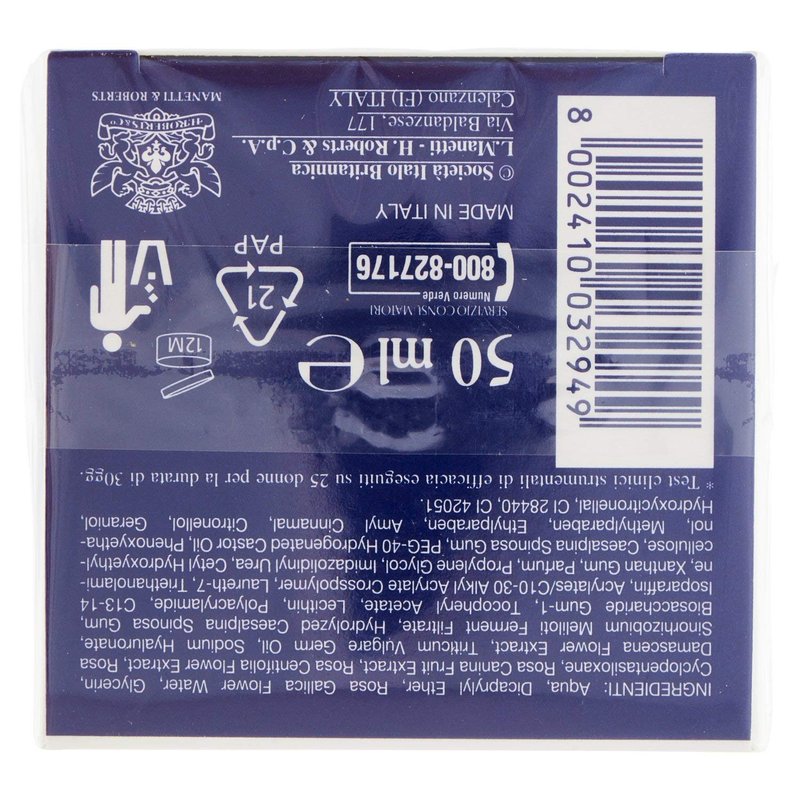 INGREDIENTI: Aqua, Dicaprylyl Ether, Rosa Gallica Flower Water, Glycerin,
Cyclopentasiloxane, Rosa Canina Fruit Extract, Rosa Centifolia Flower Extract, Rosa
Damascena Flower Extract, Triticum Vulgare Germ Oil, Sodium Hyaluronate,
Sinorhizobium Meliloti Ferment Filtrate, Hydrolyzed Caesalpina Spinosa Gum,
Biosaccharide Gum-1, Tocopheryl Acetate, Lecithin, Polyacrylamide, C13-14
Isoparaffin, Acrylates/C10-30 Alkyl Acrylate Crosspolymer, Laureth-7, Triethanolami-
ne, Xanthan Gum, Parfum, Propylene Glycol, Imidazolidinyl Urea, Cetyl Hydroxyethyl-
cellulose, Caesalpina Spinosa Gum, PEG-40 Hydrogenated Castor Oil, Phenoxyetha-
nol, Methylparaben, Ethylparaben, Amyl Cinnamal, Citronellol, Geraniol,
Hydroxycitronellal, CI 28440, CI 42051.
* Test clinici strumentali di efficacia eseguiti su 25 donne per la durata di 30gg.
50 ml e
12M
SERVIZIO CONSUMATORI
Numero Verde
800-827176
21
PAP
MADE IN ITALY
© Società Italo Britannica
L.Manetti - H.Roberts & C.p.A.
Via Baldanzese, 177
Calenzano (FI) ITALY
H.ROBERTS & Co
MANETTI & ROBERTS
8 002410 032949